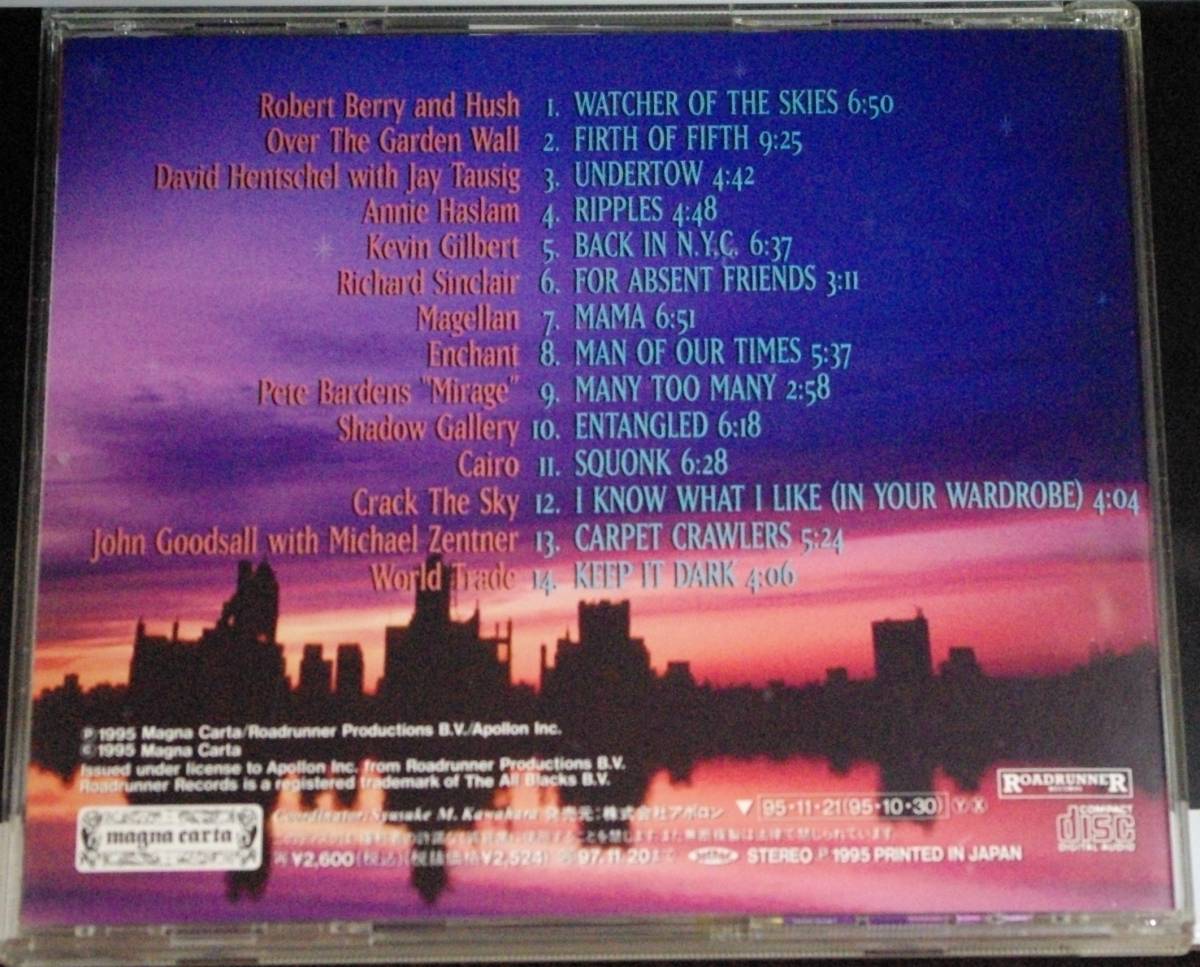 Robert Berry and Hush 1. WATCHER OF THE SKIES 6:50
Over The Garden Wall 2. FIRTH OF FIFTH 9:25
David Hentschel with Jay Tausig 3. UNDERTOW 4:42
Annie Haslam 4. RIPPLES 4:48
Kevin Gilbert 5. BACK IN N.Y.C. 6:37
Richard Sinclair 6. FOR ABSENT FRIENDS 3:11
Magellan 7. MAMA 6:51
Enchant 8. MAN OF OUR TIMES 5:37
Pete Bardens "Mirage" 9. MANY TOO MANY 2:58
Shadow Gallery 10. ENTANGLED 6:18
Cairo 11. SQUONK 6:28
Crack The Sky 12. I KNOW WHAT I LIKE (IN YOUR WARDROBE) 4:04
John Goodsall with Michael Zentner 13. CARPET CRAWLERS 5:24
World Trade 14. KEEP IT DARK 4:06
℗1995 Magna Carta/Roadrunner Productions B.V./Apollon Inc.
©1995 Magna Carta
Issued under license to Apollon Inc. from Roadrunner Productions B.V.
Roadrunner Records is a registered trademark of The All Blacks B.V.
ROADRUNNER
RECORDS
magna carta
Coordinator: Syusuke M. Kawahara 発売元:株式会社アポロン ▼ 95・11・21(95・10・30) Y X
COMPACT
disc
DIGITAL AUDIO
再 ¥2,600(税込)(税抜価格¥2,524) 97.11.20まで STEREO ℗1995 PRINTED IN JAPAN